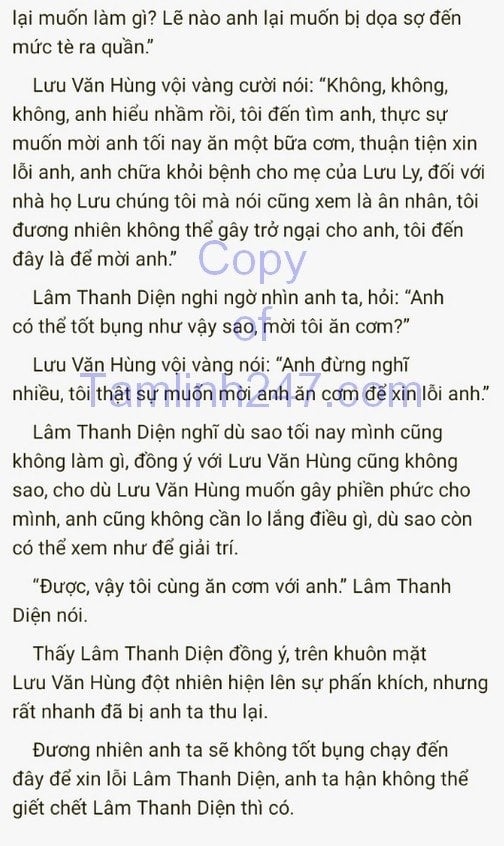 lại muốn làm gì? Lẽ nào anh lại muốn bị dọa sợ đến
mức tè ra quần.”
Lưu Văn Hùng vội vàng cười nói: “Không, không,
không, anh hiểu nhầm rồi, tôi đến tìm anh, thực sự
muốn mời anh tối nay ăn một bữa cơm, thuận tiện xin
lỗi anh, anh chữa khỏi bệnh cho mẹ của Lưu Ly, đối với
nhà họ Lưu chúng tôi mà nói cũng xem là ân nhân, tôi
đương nhiên không thể gây trở ngại cho anh, tôi đến
đây là để mời anh.”
Copy
Lâm Thanh Diện nghi ngờ nhìn anh ta, hỏi: “Anh
có thể tốt bụng như vậy sao, mời tôi ăn cơm?”
of
Lưu Văn Hùng vội vàng nói: “Anh đừng nghĩ
nhiều, tôi thật sự muốn mời anh ăn cơm để xin lỗi anh.”
Tamlinh247.com
Lâm Thanh Diện nghĩ dù sao tối nay mình cũng
không làm gì, đồng ý với Lưu Văn Hùng cũng không
sao, cho dù Lưu Văn Hùng muốn gây phiền phức cho
mình, anh cũng không cần lo lắng điều gì, dù sao còn
có thể xem như để giải trí.
“Được, vậy tôi cùng ăn cơm với anh.” Lâm Thanh
Diện nói.
Thấy Lâm Thanh Diện đồng ý, trên khuôn mặt
Lưu Văn Hùng đột nhiên hiện lên sự phấn khích, nhưng
rất nhanh đã bị anh ta thu lại.
Đương nhiên anh ta sẽ không tốt bụng chạy đến
đây để xin lỗi Lâm Thanh Diện, anh ta hận không thể
giết chết Lâm Thanh Diện thì có.